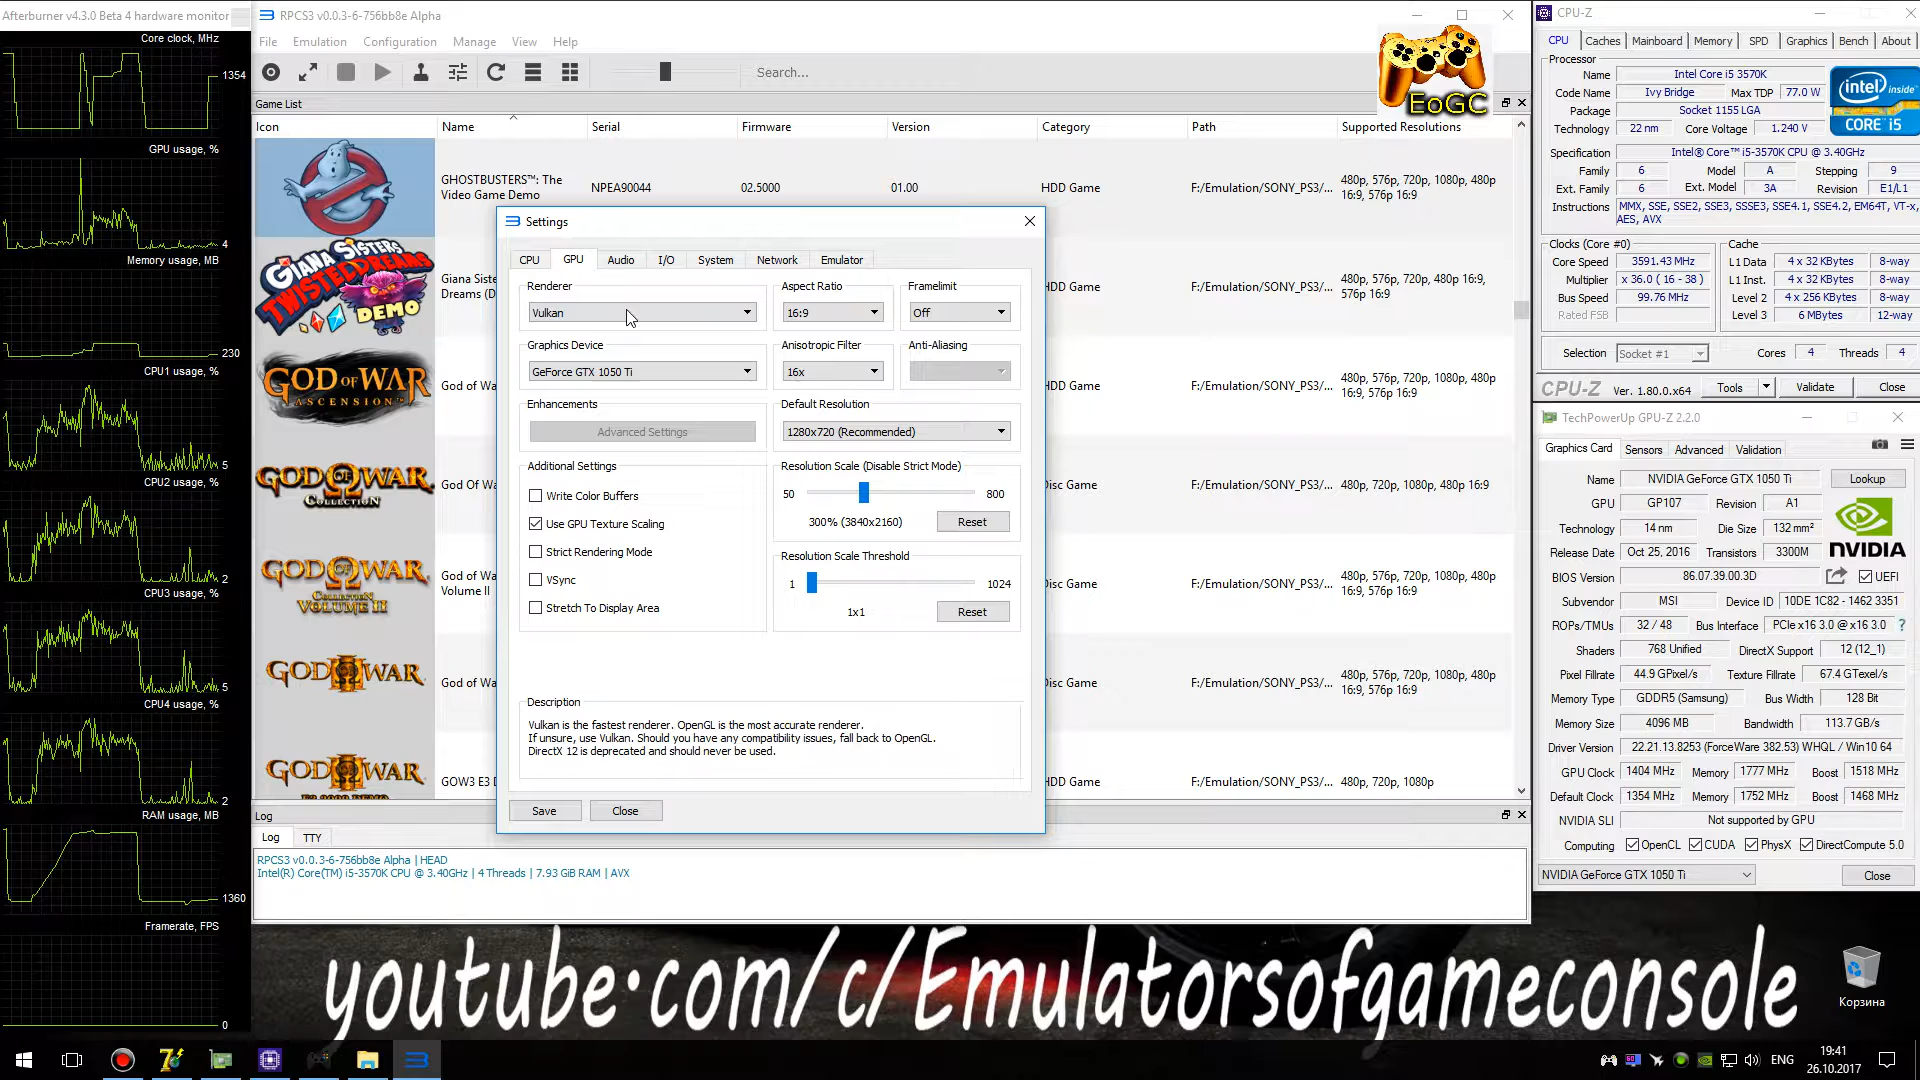 Afterburner v4.3.0 Beta 4 hardware monitor
Core clock, MHz
1354
GPU usage, %
4
Memory usage, MB
230
CPU1 usage, %
5
CPU2 usage, %
2
CPU3 usage, %
5
CPU4 usage, %
2
RAM usage, MB
1360
Framerate, FPS
0
RPCS3 v0.0.3-6-756bb8e Alpha
File Emulation Configuration Manage View Help
Search...
EoGC
Game List
Icon Name Serial Firmware Version Category Path Supported Resolutions
GHOSTBUSTERS™: The
Video Game Demo
NPEA90044 02.5000 01.00 HDD Game F:/Emulation/SONY_PS3/...
480p, 576p, 720p, 1080p, 480p
16:9, 576p 16:9
GIANA SISTERS
TWISTED DREAMS
DEMO
Giana Siste
Dreams (D
HDD Game F:/Emulation/SONY_PS3/...
480p, 576p, 720p, 480p 16:9,
576p 16:9
GOD OF WAR
ASCENSION™
God of Wa
HDD Game F:/Emulation/SONY_PS3/...
480p, 576p, 720p, 1080p, 480p
16:9, 576p 16:9
GOD OF WAR
COLLECTION
God Of Wa
Disc Game F:/Emulation/SONY_PS3/... 480p, 720p, 1080p, 480p 16:9
GOD OF WAR
COLLECTION
VOLUME II
God of Wa
Volume II
Disc Game F:/Emulation/SONY_PS3/...
480p, 576p, 720p, 1080p, 480p
16:9, 576p 16:9
GOD OF WAR III
God of Wa
Disc Game F:/Emulation/SONY_PS3/...
480p, 576p, 720p, 1080p, 480p
16:9, 576p 16:9
GOD OF WAR III
GOW3 E3 D
HDD Game F:/Emulation/SONY_PS3/... 480p, 720p, 1080p
Settings
CPU GPU Audio I/O System Network Emulator
Renderer
Vulkan
Aspect Ratio
16:9
Framelimit
Off
Graphics Device
GeForce GTX 1050 Ti
Anisotropic Filter
16x
Anti-Aliasing
Enhancements
Advanced Settings
Default Resolution
1280x720 (Recommended)
Additional Settings
Write Color Buffers
Use GPU Texture Scaling
Strict Rendering Mode
VSync
Stretch To Display Area
Resolution Scale (Disable Strict Mode)
50 800
300% (3840x2160) Reset
Resolution Scale Threshold
1 1024
1x1 Reset
Description
Vulkan is the fastest renderer. OpenGL is the most accurate renderer.
If unsure, use Vulkan. Should you have any compatibility issues, fall back to OpenGL.
DirectX 12 is deprecated and should never be used.
Save Close
Log
Log TTY
RPCS3 v0.0.3-6-756bb8e Alpha | HEAD
Intel(R) Core(TM) i5-3570K CPU @ 3.40GHz | 4 Threads | 7.93 GiB RAM | AVX
CPU-Z
CPU Caches Mainboard Memory SPD Graphics Bench About
Processor
Name Intel Core i5 3570K
Code Name Ivy Bridge Max TDP 77.0 W
Package Socket 1155 LGA
Technology 22 nm Core Voltage 1.240 V
intel inside
CORE i5
Specification Intel® Core™ i5-3570K CPU @ 3.40GHz
Family 6 Model A Stepping 9
Ext. Family 6 Ext. Model 3A Revision E1/L1
Instructions MMX, SSE, SSE2, SSE3, SSSE3, SSE4.1, SSE4.2, EM64T, VT-x,
AES, AVX
Clocks (Core #0)
Core Speed 3591.43 MHz
Multiplier x 36.0 ( 16 - 38 )
Bus Speed 99.76 MHz
Rated FSB
Cache
L1 Data 4 x 32 KBytes 8-way
L1 Inst. 4 x 32 KBytes 8-way
Level 2 4 x 256 KBytes 8-way
Level 3 6 MBytes 12-way
Selection Socket #1 Cores 4 Threads 4
CPU-Z Ver. 1.80.0.x64 Tools Validate Close
TechPowerUp GPU-Z 2.2.0
Graphics Card Sensors Advanced Validation
Name NVIDIA GeForce GTX 1050 Ti Lookup
GPU GP107 Revision A1
Technology 14 nm Die Size 132 mm²
Release Date Oct 25, 2016 Transistors 3300M
NVIDIA
BIOS Version 86.07.39.00.3D UEFI
Subvendor MSI Device ID 10DE 1C82 - 1462 3351
ROPs/TMUs 32 / 48 Bus Interface PCIe x16 3.0 @ x16 3.0 ?
Shaders 768 Unified DirectX Support 12 (12_1)
Pixel Fillrate 44.9 GPixel/s Texture Fillrate 67.4 GTexel/s
Memory Type GDDR5 (Samsung) Bus Width 128 Bit
Memory Size 4096 MB Bandwidth 113.7 GB/s
Driver Version 22.21.13.8253 (ForceWare 382.53) WHQL / Win10 64
GPU Clock 1404 MHz Memory 1777 MHz Boost 1518 MHz
Default Clock 1354 MHz Memory 1752 MHz Boost 1468 MHz
NVIDIA SLI Not supported by GPU
Computing OpenCL CUDA PhysX DirectCompute 5.0
NVIDIA GeForce GTX 1050 Ti Close
youtube.com/c/Emulatorsofgameconsole
Корзина
ENG
19:41
26.10.2017